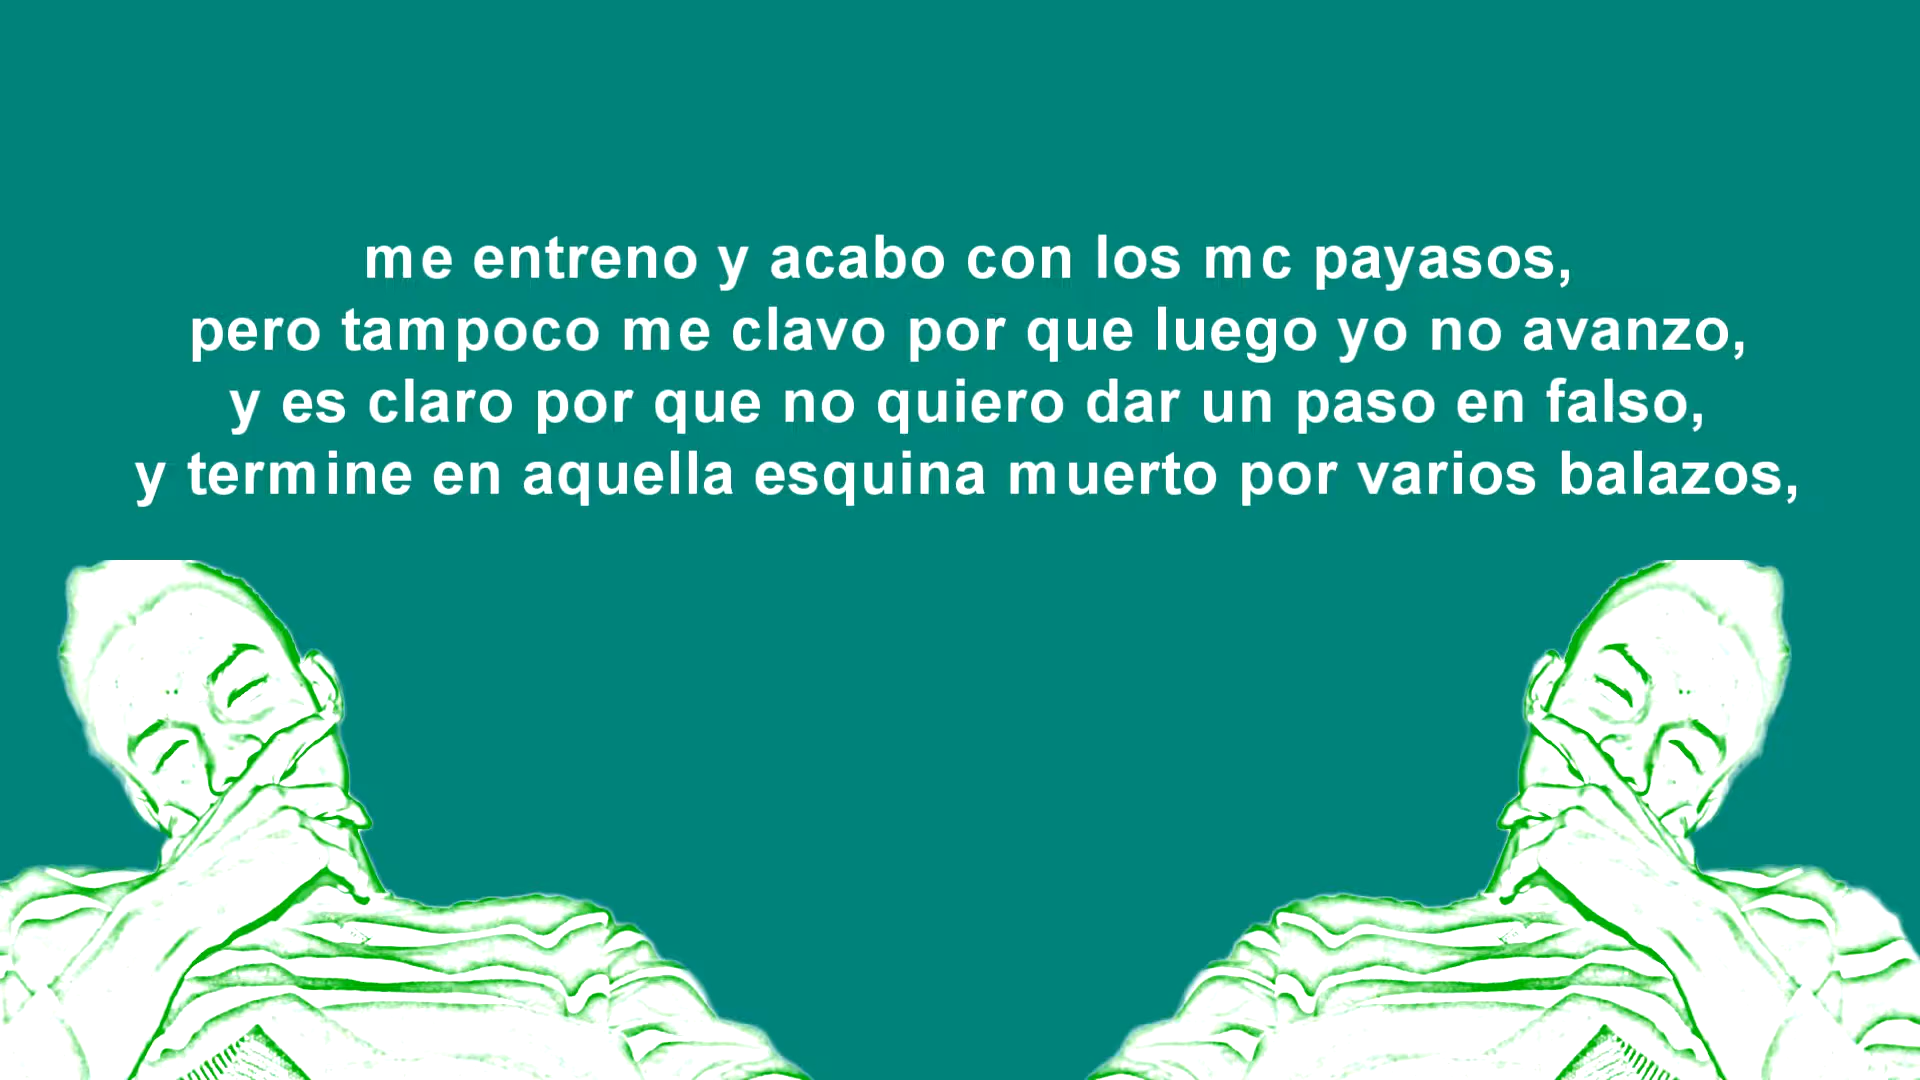 me entreno y acabo con los mc payasos,
pero tampoco me clavo por que luego yo no avanzo,
y es claro por que no quiero dar un paso en falso,
y termine en aquella esquina muerto por varios balazos,